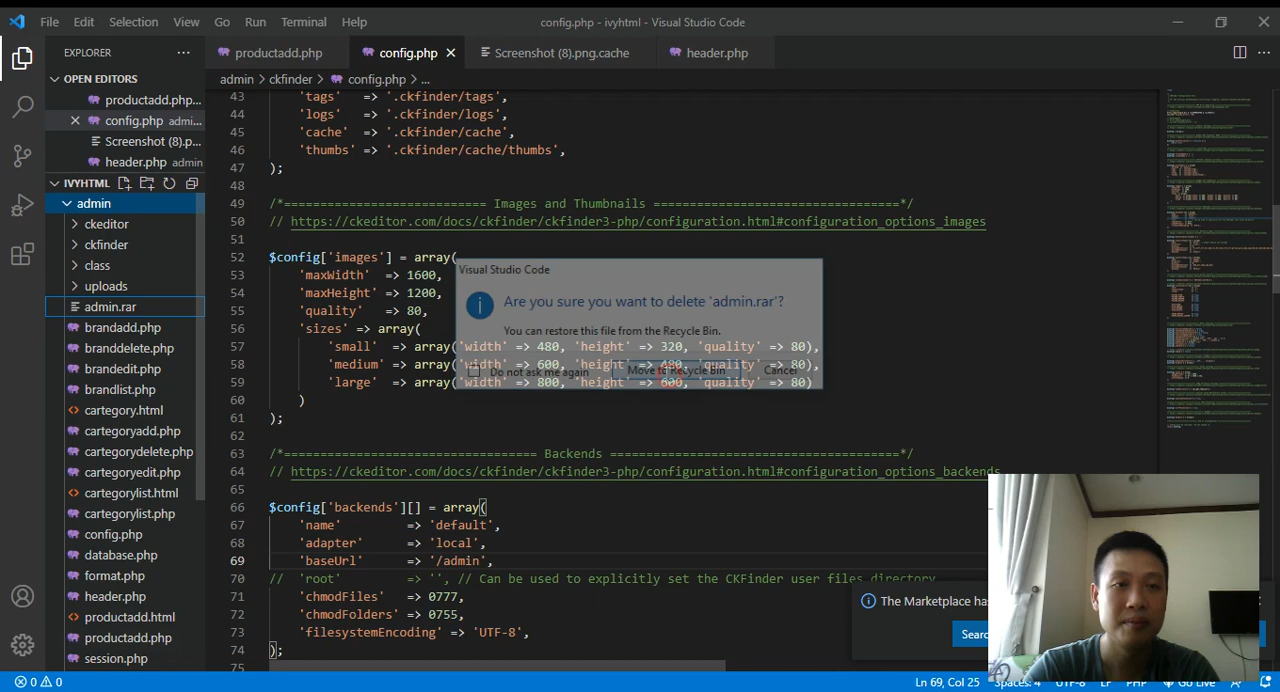 File Edit Selection View Go Run Terminal Help
config.php - ivyhtml - Visual Studio Code
EXPLORER
productadd.php
config.php
Screenshot (8).png.cache
header.php
OPEN EDITORS
admin > ckfinder > config.php > ...
productadd.php...
config.php admi...
Screenshot (8).p...
header.php admin
IVYHTML
admin
ckeditor
ckfinder
class
uploads
admin.rar
brandadd.php
branddelete.php
brandedit.php
brandlist.php
cartegory.html
cartegoryadd.php
cartegorydelete.php
cartegoryedit.php
cartegorylist.html
cartegorylist.php
config.php
database.php
format.php
header.php
productadd.html
productadd.php
session.php
43 'tags' => '.ckfinder/tags',
44 'logs' => '.ckfinder/logs',
45 'cache' => '.ckfinder/cache',
46 'thumbs' => '.ckfinder/cache/thumbs',
47 );
48
49 /*========================== Images and Thumbnails ================================*/
50 // https://ckeditor.com/docs/ckfinder/ckfinder3-php/configuration.html#configuration_options_images
51
52 $config['images'] = array(
53 'maxWidth' => 1600,
54 'maxHeight' => 1200,
55 'quality' => 80,
56 'sizes' => array(
57 'small' => array('width' => 480, 'height' => 320, 'quality' => 80),
58 'medium' => array('width' => 600, 'height' => 480, 'quality' => 80),
59 'large' => array('width' => 800, 'height' => 600, 'quality' => 80)
60 )
61 );
62
63 /*================================= Backends ========================================*/
64 // https://ckeditor.com/docs/ckfinder/ckfinder3-php/configuration.html#configuration_options_backends
65
66 $config['backends'][] = array(
67 'name' => 'default',
68 'adapter' => 'local',
69 'baseUrl' => '/admin',
70 // 'root' => '', // Can be used to explicitly set the CKFinder user files directory.
71 'chmodFiles' => 0777,
72 'chmodFolders' => 0755,
73 'filesystemEncoding' => 'UTF-8',
74 );
75
Visual Studio Code
Are you sure you want to delete 'admin.rar'?
You can restore this file from the Recycle Bin.
Do not ask me again
Move to Recycle Bin
Cancel
The Marketplace has
Searc
0 0
Ln 69, Col 25 Spaces: 4 UTF-8 LF PHP Go Live